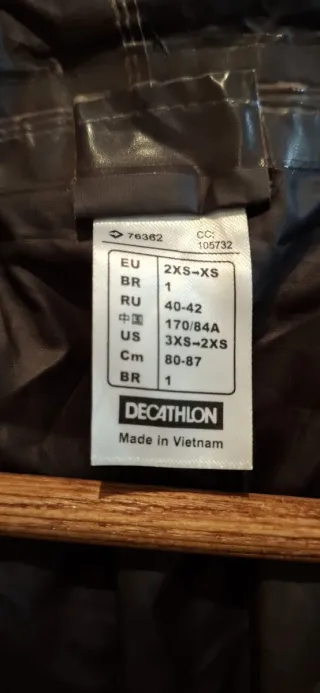 76362 CC:
105732
EU 2XS→XS
BR 1
RU 40-42
中国 170/84A
US 3XS→2XS
Cm 80-87
BR 1
DECATHLON
Made in Vietnam